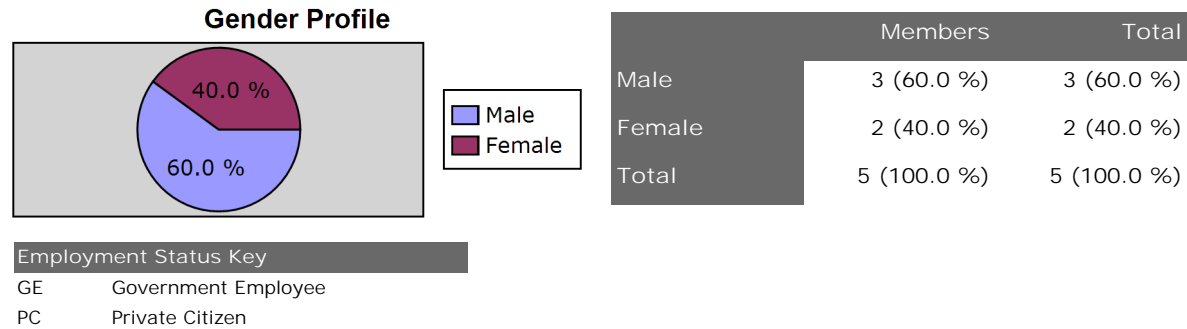 Gender Profile
40.0 %
60.0 %
Male
Female
Members Total
Male 3 (60.0 %) 3 (60.0 %)
Female 2 (40.0 %) 2 (40.0 %)
Total 5 (100.0 %) 5 (100.0 %)
Employment Status Key
GE Government Employee
PC Private Citizen